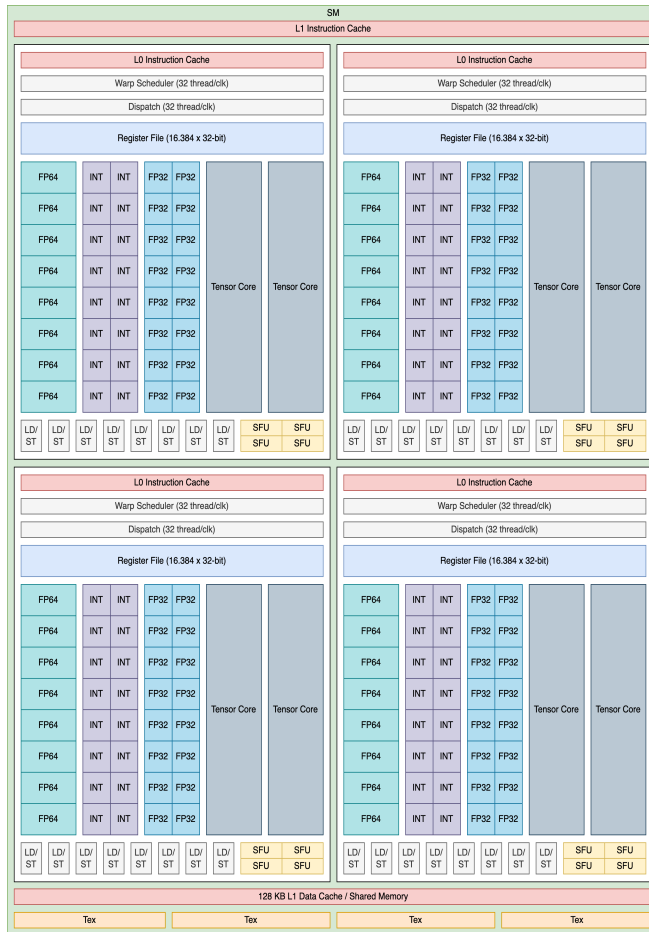 SM
L1 Instruction Cache
L0 Instruction Cache
Warp Scheduler (32 thread/clk)
Dispatch (32 thread/clk)
Register File (16.384 x 32-bit)
FP64 INT INT FP32 FP32
FP64 INT INT FP32 FP32
FP64 INT INT FP32 FP32
FP64 INT INT FP32 FP32
Tensor Core Tensor Core
FP64 INT INT FP32 FP32
FP64 INT INT FP32 FP32
FP64 INT INT FP32 FP32
FP64 INT INT FP32 FP32
LD/ LD/ LD/ LD/ LD/ LD/ LD/ LD/ SFU SFU
ST ST ST ST ST ST ST ST SFU SFU
L0 Instruction Cache
Warp Scheduler (32 thread/clk)
Dispatch (32 thread/clk)
Register File (16.384 x 32-bit)
FP64 INT INT FP32 FP32
FP64 INT INT FP32 FP32
FP64 INT INT FP32 FP32
FP64 INT INT FP32 FP32
Tensor Core Tensor Core
FP64 INT INT FP32 FP32
FP64 INT INT FP32 FP32
FP64 INT INT FP32 FP32
FP64 INT INT FP32 FP32
LD/ LD/ LD/ LD/ LD/ LD/ LD/ LD/ SFU SFU
ST ST ST ST ST ST ST ST SFU SFU
L0 Instruction Cache
Warp Scheduler (32 thread/clk)
Dispatch (32 thread/clk)
Register File (16.384 x 32-bit)
FP64 INT INT FP32 FP32
FP64 INT INT FP32 FP32
FP64 INT INT FP32 FP32
FP64 INT INT FP32 FP32
Tensor Core Tensor Core
FP64 INT INT FP32 FP32
FP64 INT INT FP32 FP32
FP64 INT INT FP32 FP32
FP64 INT INT FP32 FP32
LD/ LD/ LD/ LD/ LD/ LD/ LD/ LD/ SFU SFU
ST ST ST ST ST ST ST ST SFU SFU
L0 Instruction Cache
Warp Scheduler (32 thread/clk)
Dispatch (32 thread/clk)
Register File (16.384 x 32-bit)
FP64 INT INT FP32 FP32
FP64 INT INT FP32 FP32
FP64 INT INT FP32 FP32
FP64 INT INT FP32 FP32
Tensor Core Tensor Core
FP64 INT INT FP32 FP32
FP64 INT INT FP32 FP32
FP64 INT INT FP32 FP32
FP64 INT INT FP32 FP32
LD/ LD/ LD/ LD/ LD/ LD/ LD/ LD/ SFU SFU
ST ST ST ST ST ST ST ST SFU SFU
128 KB L1 Data Cache / Shared Memory
Tex Tex Tex Tex